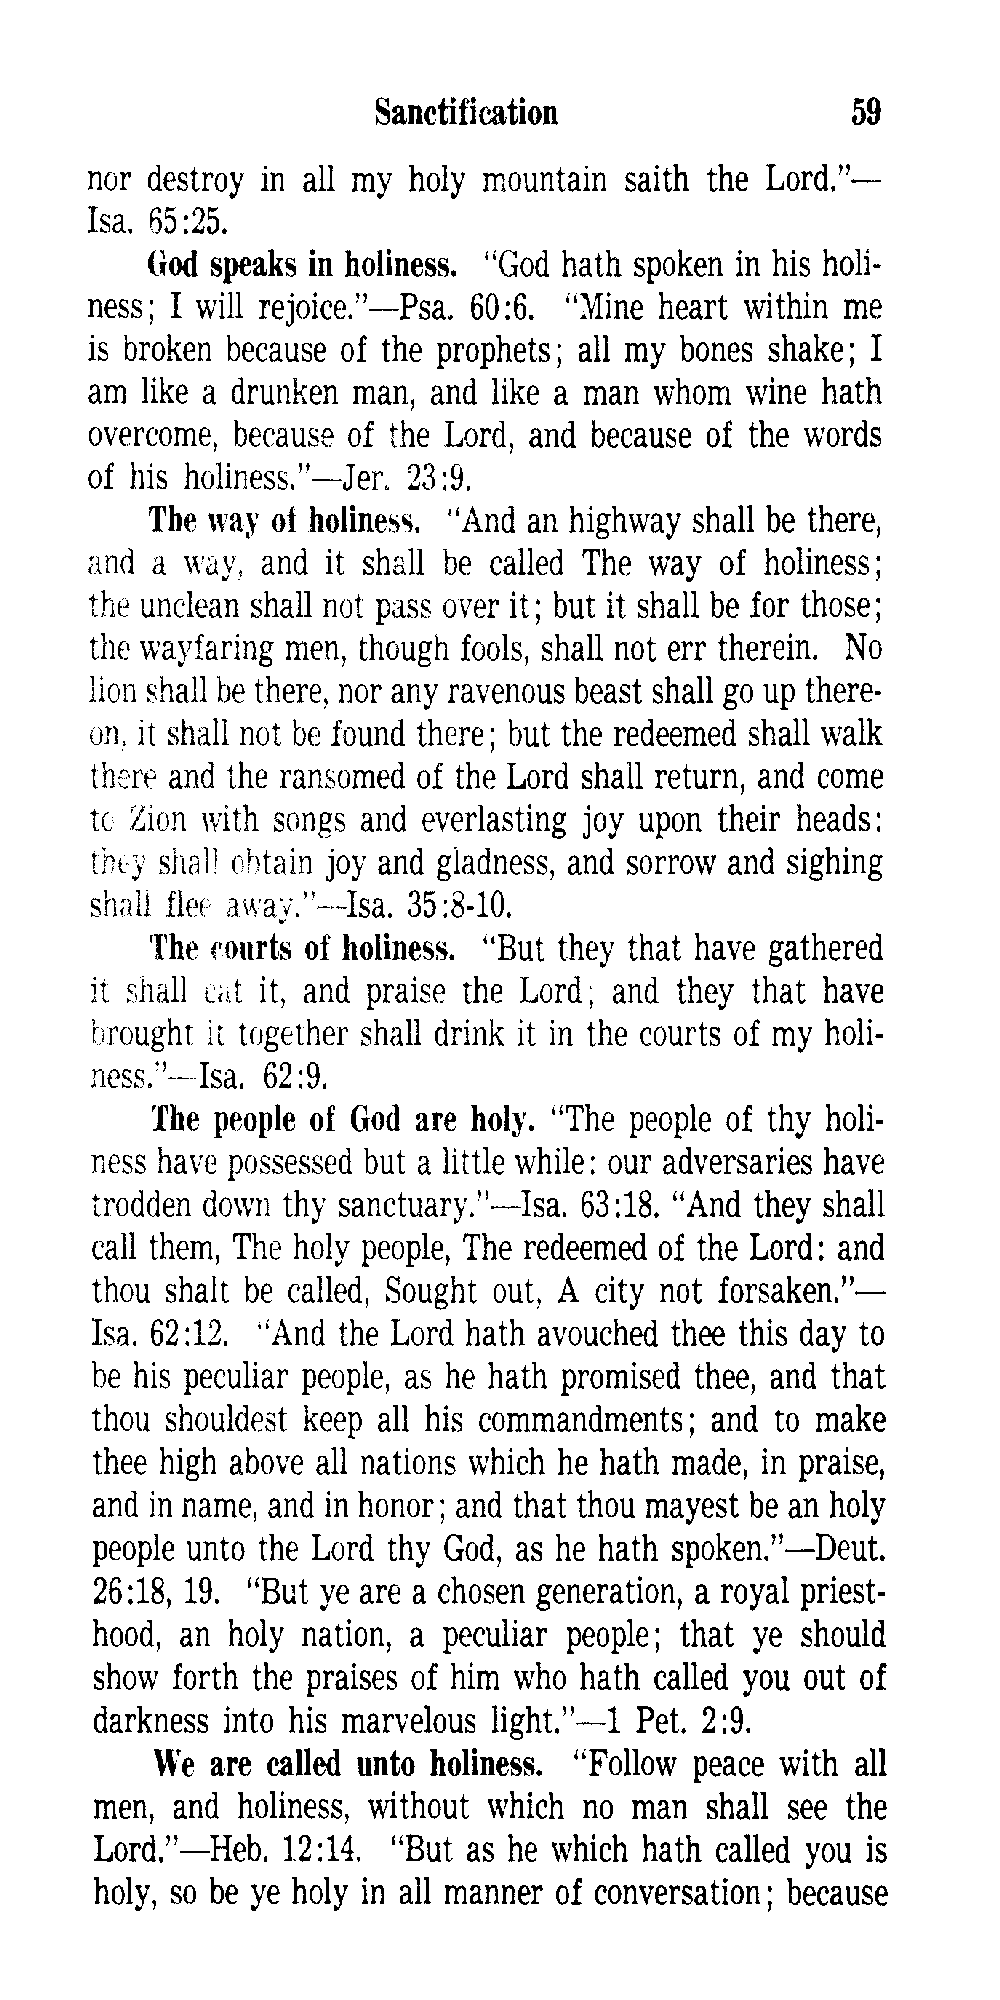 Sanctification 59
nor destroy in all my holy mountain saith the Lord."—
Isa. 65:25.
God speaks in holiness. "God hath spoken in his holi-
ness; I will rejoice."—Psa. 60:6. "Mine heart within me
is broken because of the prophets; all my bones shake; I
am like a drunken man, and like a man whom wine hath
overcome, because of the Lord, and because of the words
of his holiness."—Jer. 23:9.
The way of holiness. "And an highway shall be there,
and a way, and it shall be called The way of holiness;
the unclean shall not pass over it; but it shall be for those;
the wayfaring men, though fools, shall not err therein. No
lion shall be there, nor any ravenous beast shall go up there-
on, it shall not be found there; but the redeemed shall walk
there and the ransomed of the Lord shall return, and come
to Zion with songs and everlasting joy upon their heads:
they shall obtain joy and gladness, and sorrow and sighing
shall flee away."—Isa. 35:8-10.
The courts of holiness. "But they that have gathered
it shall eat it, and praise the Lord; and they that have
brought it together shall drink it in the courts of my holi-
ness."—Isa. 62:9.
The people of God are holy. "The people of thy holi-
ness have possessed but a little while: our adversaries have
trodden down thy sanctuary."—Isa. 63:18. "And they shall
call them, The holy people, The redeemed of the Lord: and
thou shalt be called, Sought out, A city not forsaken."—
Isa. 62:12. "And the Lord hath avouched thee this day to
be his peculiar people, as he hath promised thee, and that
thou shouldest keep all his commandments; and to make
thee high above all nations which he hath made, in praise,
and in name, and in honor; and that thou mayest be an holy
people unto the Lord thy God, as he hath spoken."—Deut.
26:18, 19. "But ye are a chosen generation, a royal priest-
hood, an holy nation, a peculiar people; that ye should
show forth the praises of him who hath called you out of
darkness into his marvelous light."—1 Pet. 2:9.
We are called unto holiness. "Follow peace with all
men, and holiness, without which no man shall see the
Lord."—Heb. 12:14. "But as he which hath called you is
holy, so be ye holy in all manner of conversation; because